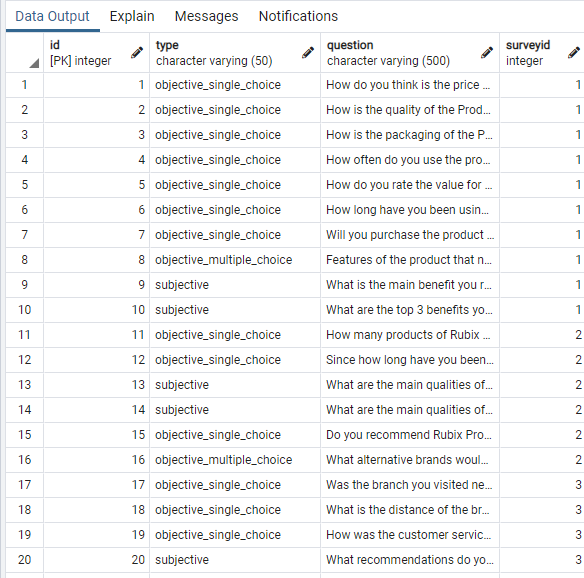 Data Output Explain Messages Notifications
id type question surveyid
[PK] integer character varying (50) character varying (500) integer
1 1 objective_single_choice How do you think is the price ... 1
2 2 objective_single_choice How is the quality of the Prod... 1
3 3 objective_single_choice How is the packaging of the P... 1
4 4 objective_single_choice How often do you use the pro... 1
5 5 objective_single_choice How do you rate the value for ... 1
6 6 objective_single_choice How long have you been usin... 1
7 7 objective_single_choice Will you purchase the product ... 1
8 8 objective_multiple_choice Features of the product that n... 1
9 9 subjective What is the main benefit you r... 1
10 10 subjective What are the top 3 benefits yo... 1
11 11 objective_single_choice How many products of Rubix ... 2
12 12 objective_single_choice Since how long have you been... 2
13 13 subjective What are the main qualities of... 2
14 14 subjective What are the main qualities of... 2
15 15 objective_single_choice Do you recommend Rubix Pro... 2
16 16 objective_multiple_choice What alternative brands woul... 2
17 17 objective_single_choice Was the branch you visited ne... 3
18 18 objective_single_choice What is the distance of the br... 3
19 19 objective_single_choice How was the customer servic... 3
20 20 subjective What recommendations do yo... 3